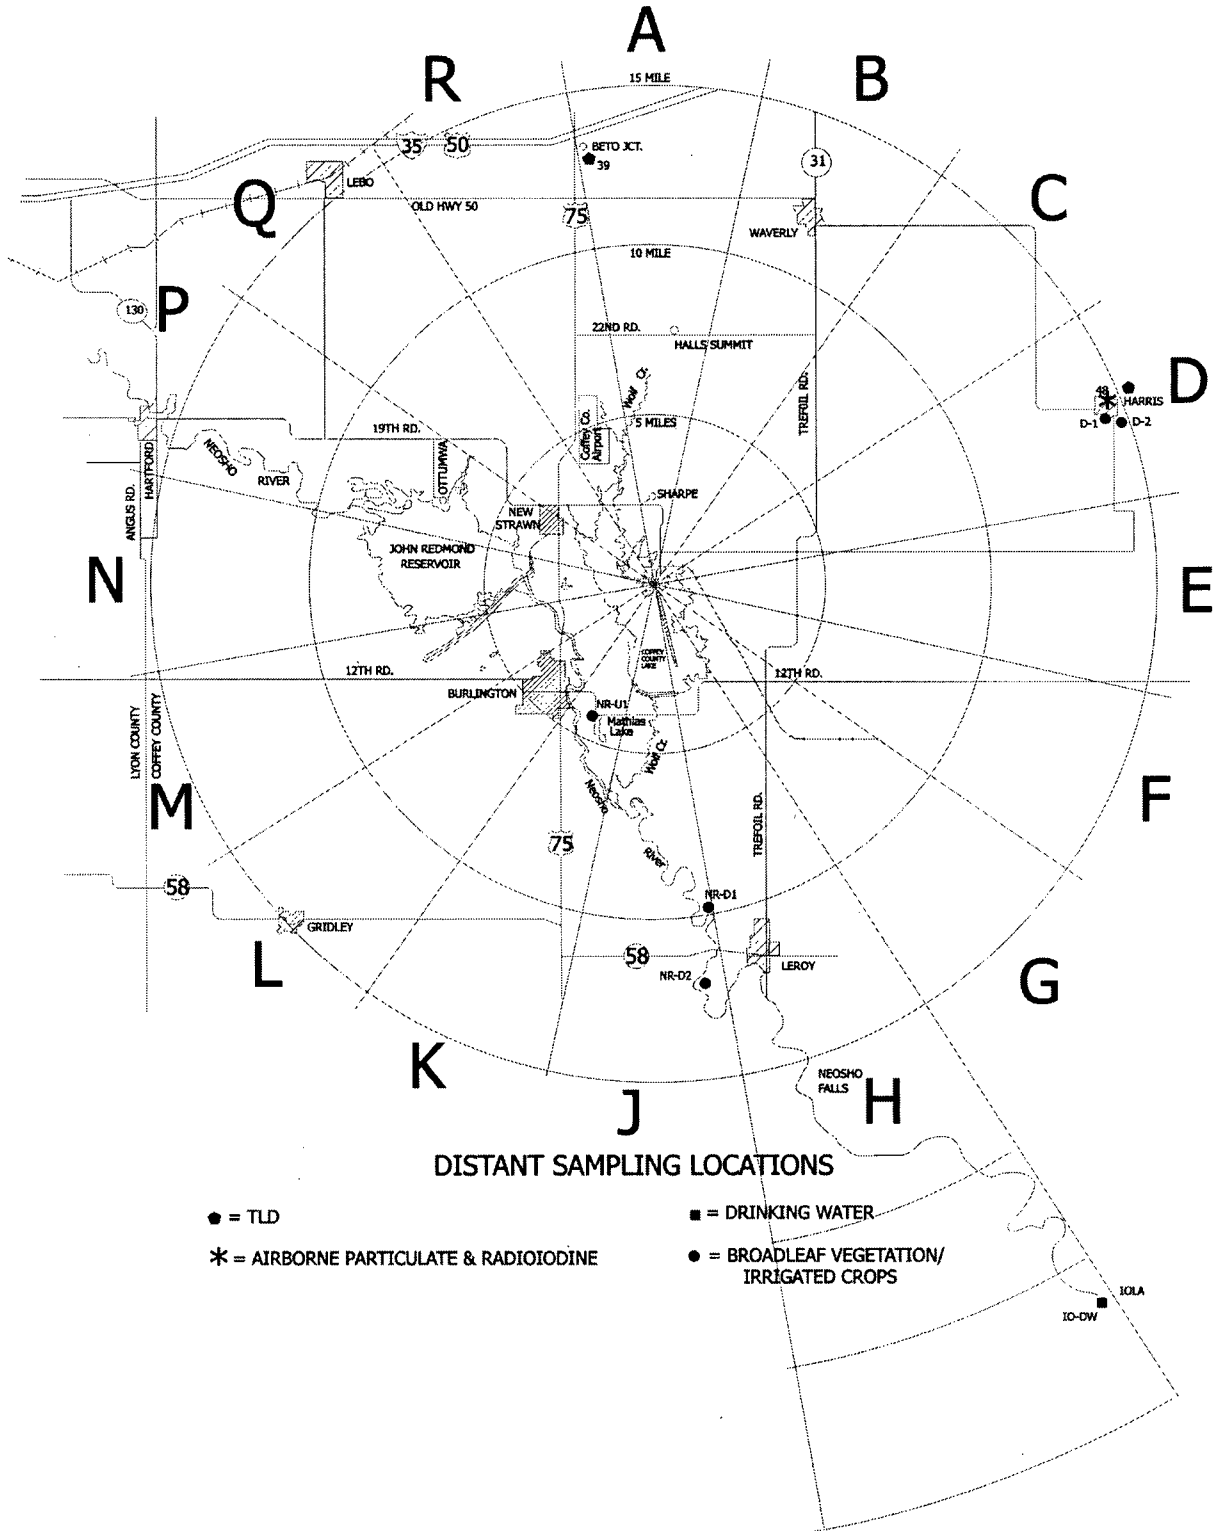 A
R
B
15 MILE
35
50
BETO JCT.
39
31
LEBO
C
Q
OLD HWY 50
75
WAVERLY
10 MILE
P
130
22ND RD.
HALLS SUMMIT
D
Wolf Cr.
TREFOIL RD.
48
HARRIS
Coffey Co.
Airport
5 MILES
D-1
D-2
19TH RD.
NEOSHO
RIVER
OTTUMWA
HARTFORD
ANGUS RD.
SHARPE
NEW
STRAWN
JOHN REDMOND
RESERVOIR
N
E
COFFEY
COUNTY
LAKE
12TH RD.
12TH RD.
BURLINGTON
NR-U1
Mathias
Lake
LYON COUNTY
COFFEY COUNTY
Wolf Cr.
M
F
Neosho
River
TREFOIL RD.
75
58
NR-D1
GRIDLEY
58
L
NR-D2
LEROY
G
K
NEOSHO
FALLS
H
J
DISTANT SAMPLING LOCATIONS
= TLD
= DRINKING WATER
= AIRBORNE PARTICULATE & RADIOIODINE
= BROADLEAF VEGETATION/
IRRIGATED CROPS
IOLA
IO-DW